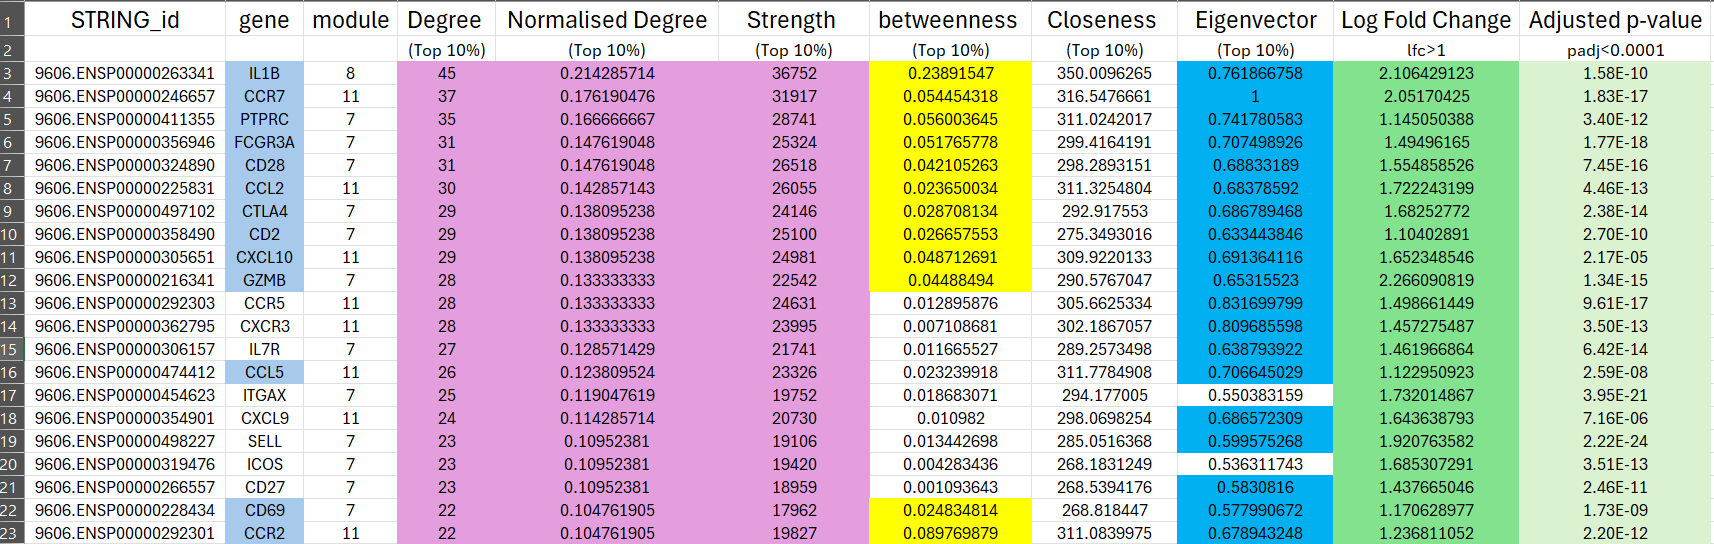 1 STRING_id gene module Degree Normalised Degree Strength betweenness Closeness Eigenvector Log Fold Change Adjusted p-value
2 (Top 10%) (Top 10%) (Top 10%) (Top 10%) (Top 10%) (Top 10%) lfc>1 padj<0.0001
3 9606.ENSP00000263341 IL1B 8 45 0.214285714 36752 0.23891547 350.0096265 0.761866758 2.106429123 1.58E-10
4 9606.ENSP00000246657 CCR7 11 37 0.176190476 31917 0.054454318 316.5476661 1 2.05170425 1.83E-17
5 9606.ENSP00000411355 PTPRC 7 35 0.166666667 28741 0.056003645 311.0242017 0.741780583 1.145050388 3.40E-12
6 9606.ENSP00000356946 FCGR3A 7 31 0.147619048 25324 0.051765778 299.4164191 0.707498926 1.49496165 1.77E-18
7 9606.ENSP00000324890 CD28 7 31 0.147619048 26518 0.042105263 298.2893151 0.68833189 1.554858526 7.45E-16
8 9606.ENSP00000225831 CCL2 11 30 0.142857143 26055 0.023650034 311.3254804 0.68378592 1.722243199 4.46E-13
9 9606.ENSP00000497102 CTLA4 7 29 0.138095238 24146 0.028708134 292.917553 0.686789468 1.68252772 2.38E-14
10 9606.ENSP00000358490 CD2 7 29 0.138095238 25100 0.026657553 275.3493016 0.633443846 1.10402891 2.70E-10
11 9606.ENSP00000305651 CXCL10 11 29 0.138095238 24981 0.048712691 309.9220133 0.691364116 1.652348546 2.17E-05
12 9606.ENSP00000216341 GZMB 7 28 0.133333333 22542 0.04488494 290.5767047 0.65315523 2.266090819 1.34E-15
13 9606.ENSP00000292303 CCR5 11 28 0.133333333 24631 0.012895876 305.6625334 0.831699799 1.498661449 9.61E-17
14 9606.ENSP00000362795 CXCR3 11 28 0.133333333 23995 0.007108681 302.1867057 0.809685598 1.457275487 3.50E-13
15 9606.ENSP00000306157 IL7R 7 27 0.128571429 21741 0.011665527 289.2573498 0.638793922 1.461966864 6.42E-14
16 9606.ENSP00000474412 CCL5 11 26 0.123809524 23326 0.023239918 311.7784908 0.706645029 1.122950923 2.59E-08
17 9606.ENSP00000454623 ITGAX 7 25 0.119047619 19752 0.018683071 294.177005 0.550383159 1.732014867 3.95E-21
18 9606.ENSP00000354901 CXCL9 11 24 0.114285714 20730 0.010982 298.0698254 0.686572309 1.643638793 7.16E-06
19 9606.ENSP00000498227 SELL 7 23 0.10952381 19106 0.013442698 285.0516368 0.599575268 1.920763582 2.22E-24
20 9606.ENSP00000319476 ICOS 7 23 0.10952381 19420 0.004283436 268.1831249 0.536311743 1.685307291 3.51E-13
21 9606.ENSP00000266557 CD27 7 23 0.10952381 18959 0.001093643 268.5394176 0.5830816 1.437665046 2.46E-11
22 9606.ENSP00000228434 CD69 7 22 0.104761905 17962 0.024834814 268.818447 0.577990672 1.170628977 1.73E-09
23 9606.ENSP00000292301 CCR2 11 22 0.104761905 19827 0.089769879 311.0839975 0.678943248 1.236811052 2.20E-12